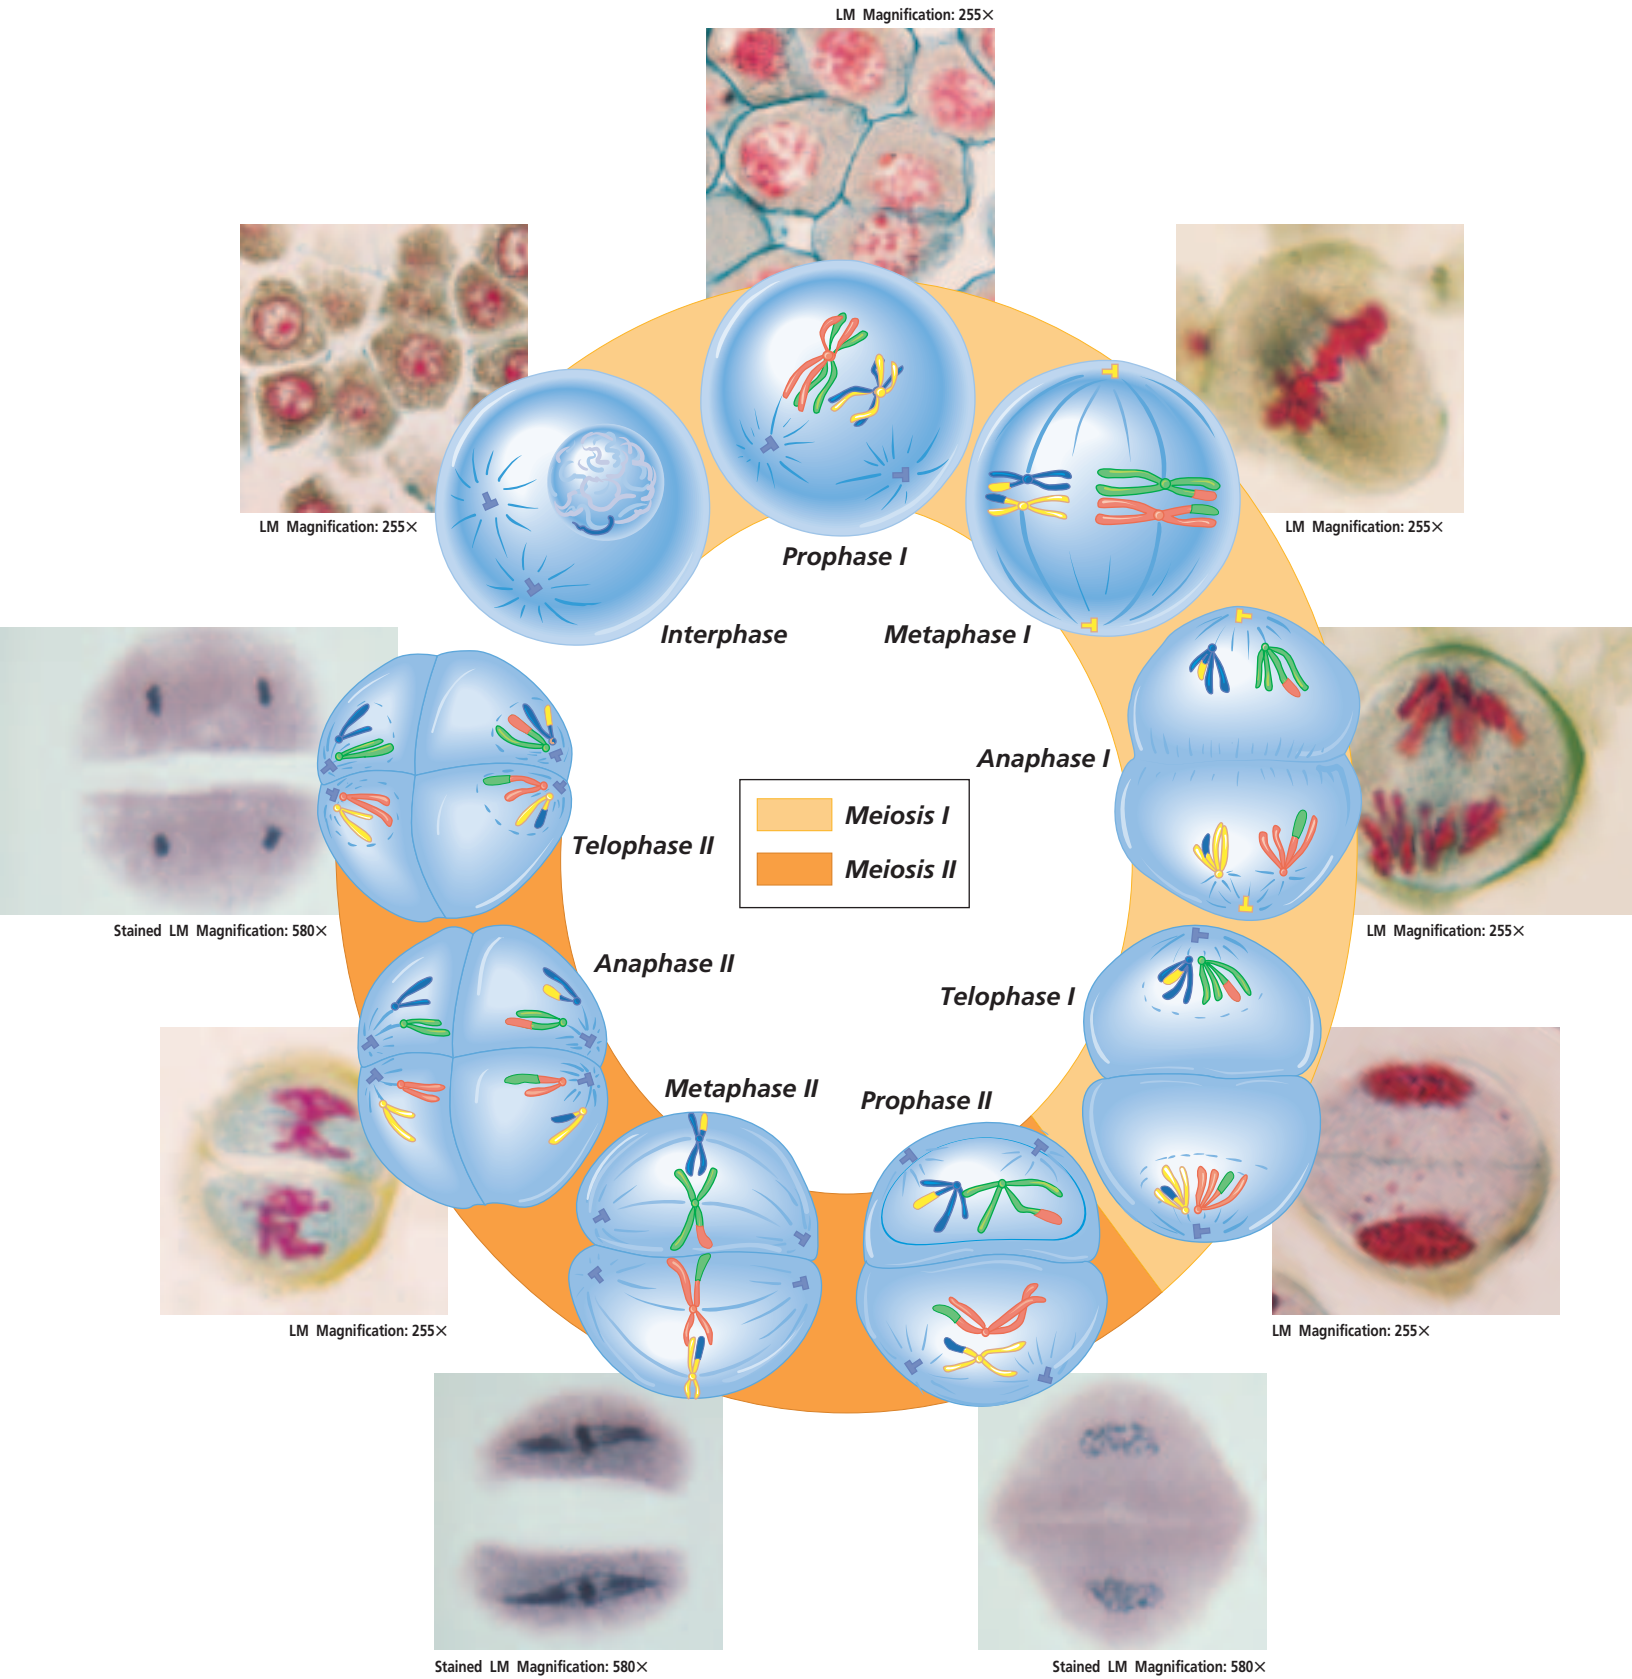 LM Magnification: 255×
LM Magnification: 255×
LM Magnification: 255×
Prophase I
Interphase
Metaphase I
Anaphase I
Meiosis I
Meiosis II
Telophase II
Stained LM Magnification: 580×
LM Magnification: 255×
Anaphase II
Telophase I
Metaphase II
Prophase II
LM Magnification: 255×
LM Magnification: 255×
Stained LM Magnification: 580×
Stained LM Magnification: 580×